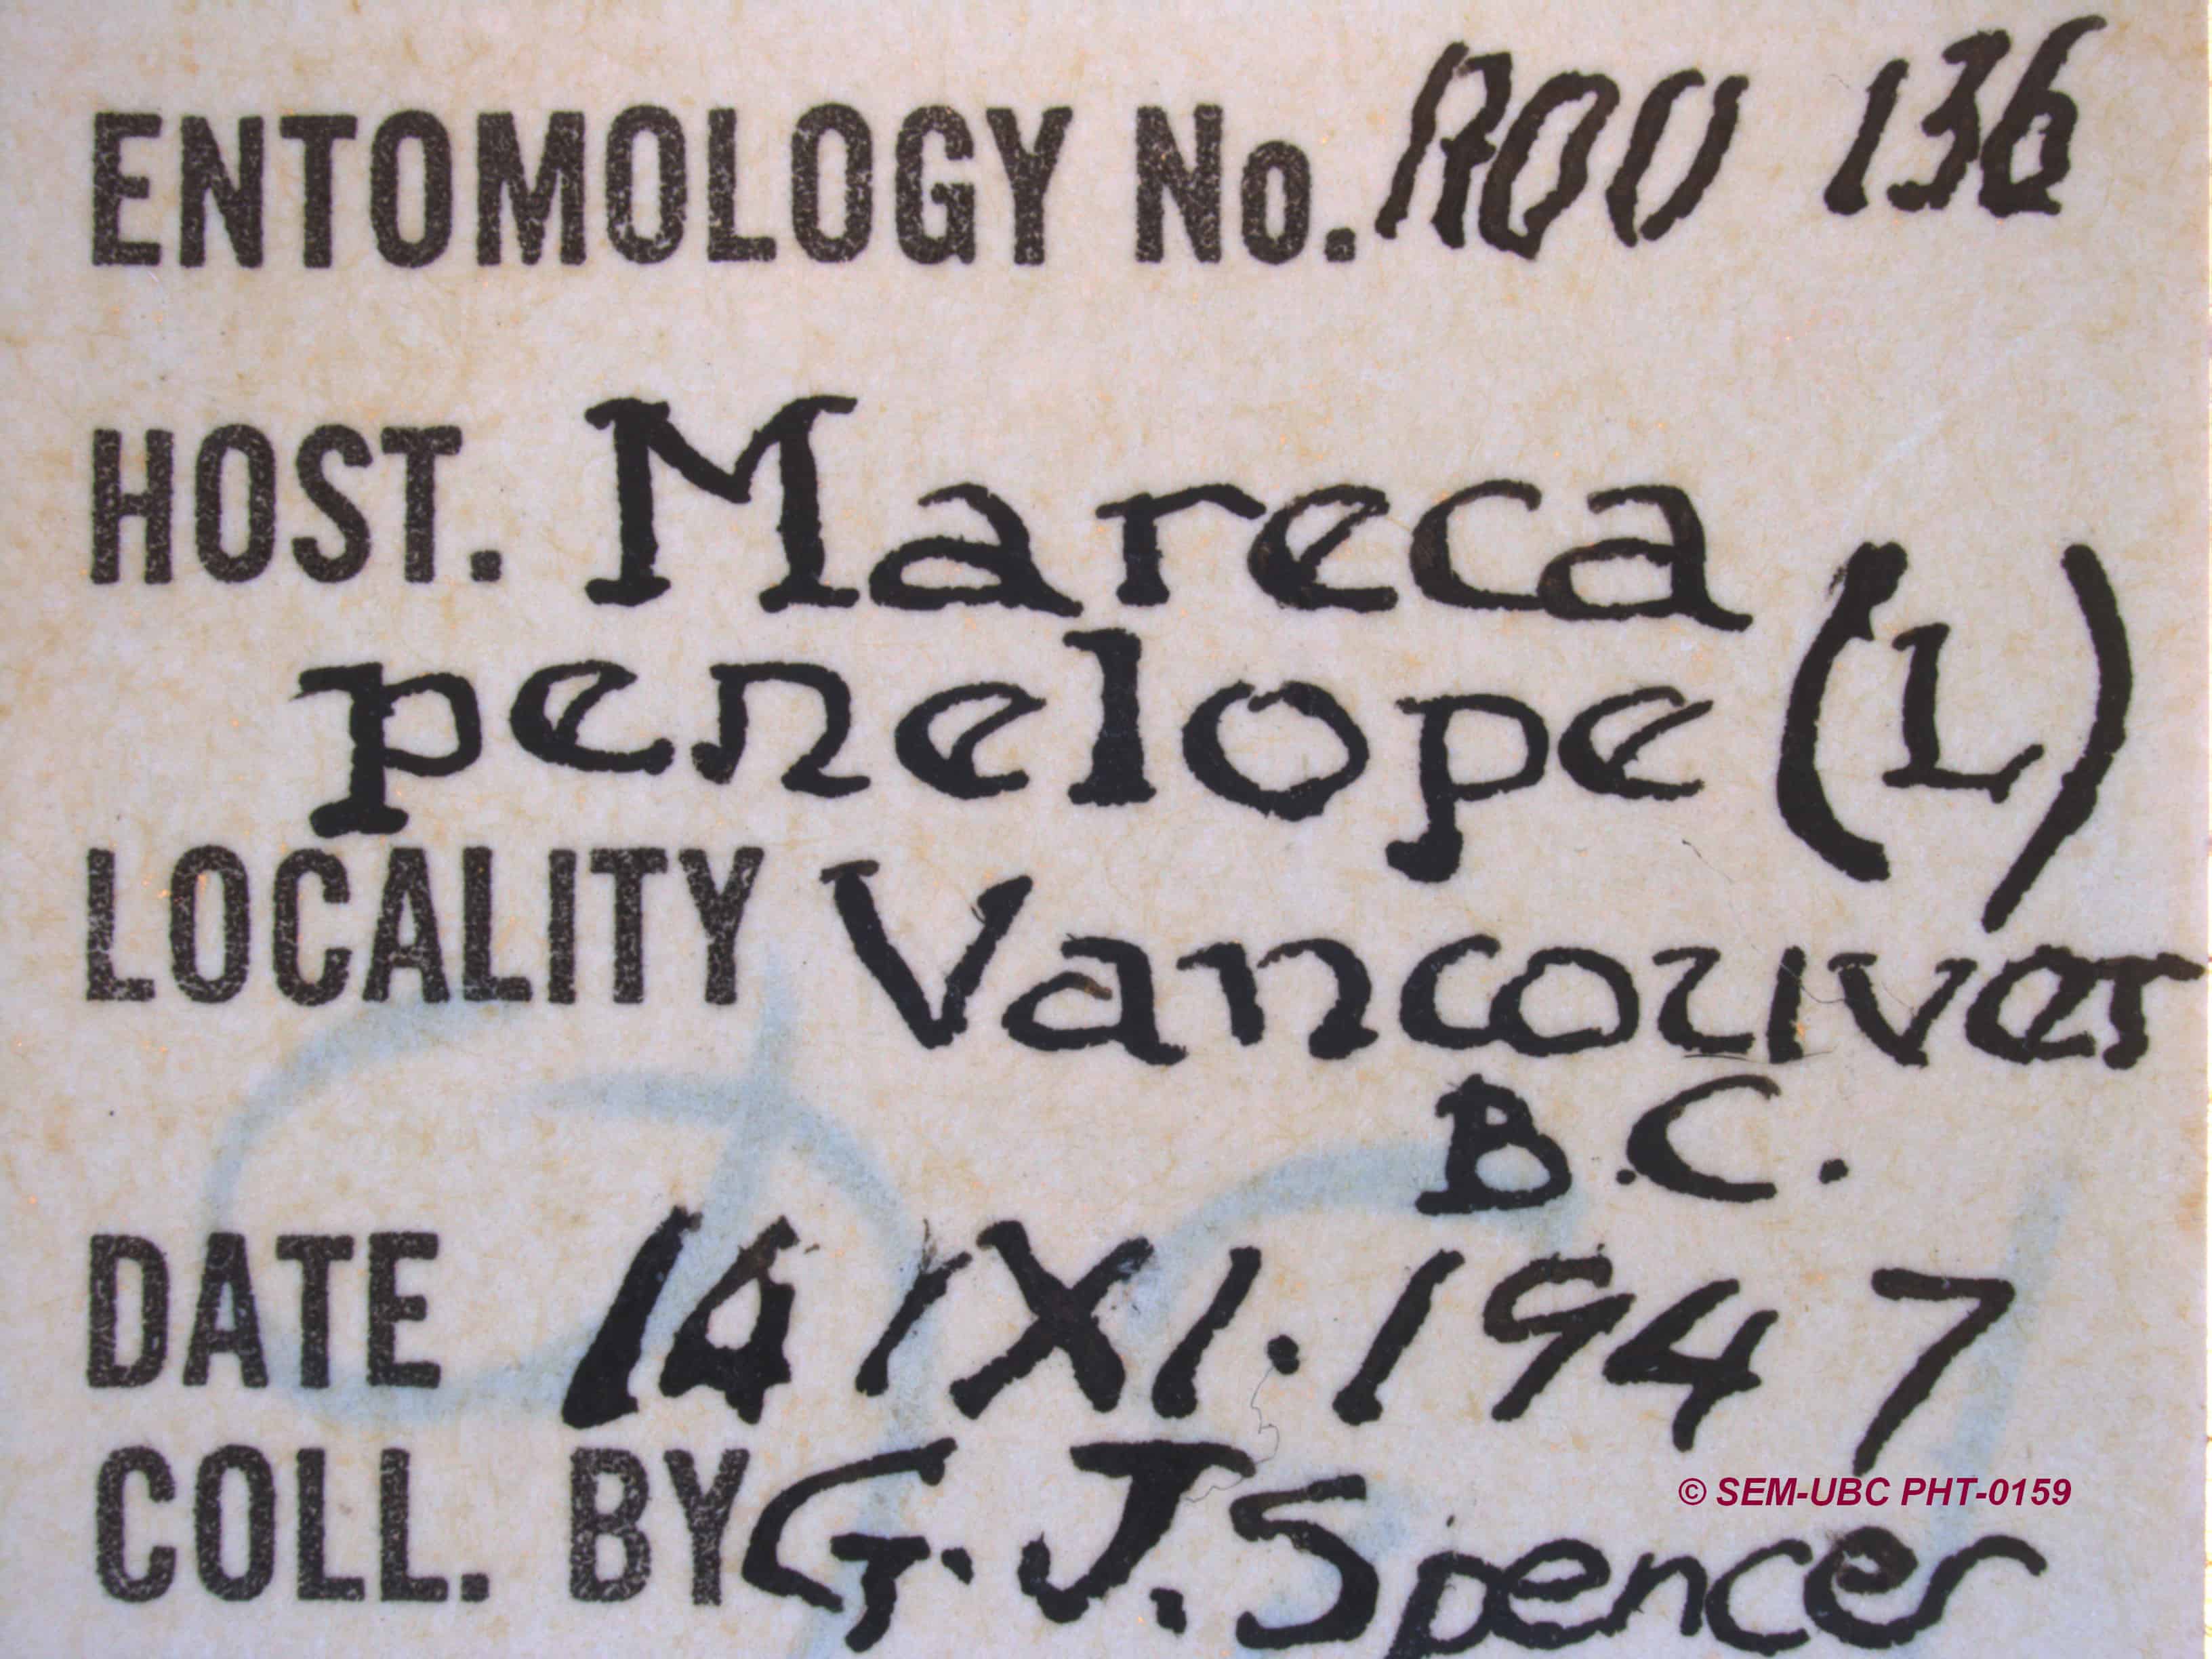 ENTOMOLOGY No. ROU 136
HOST. Mareca
penelope (L)
LOCALITY Vancouver
B.C.
DATE 14 XI. 1947
© SEM-UBC PHT-0159
COLL. BY G. J. Spencer